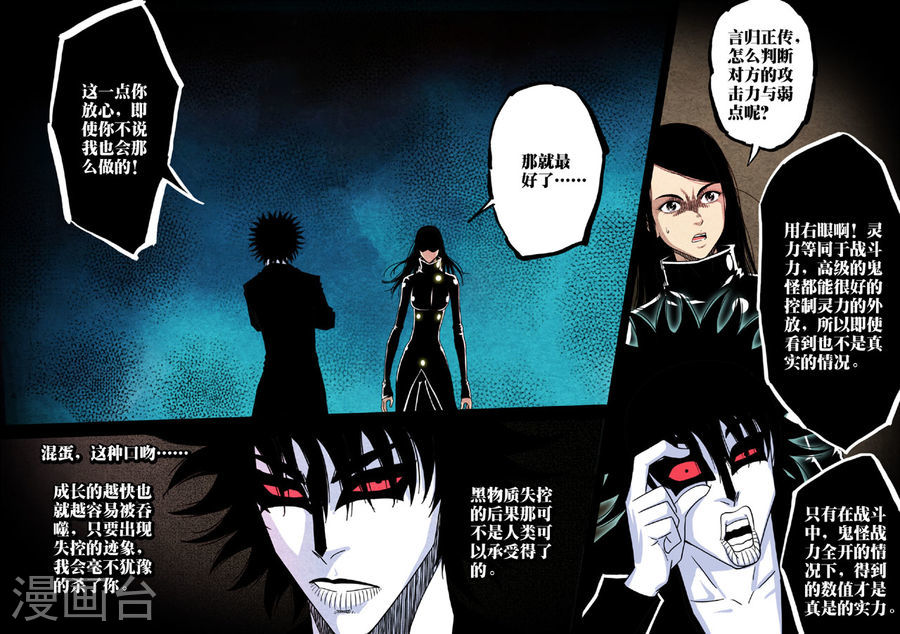 这一点你
放心，即
使你不说
我也会那
么做的！
那就最
好了······
混蛋，这种口吻······
成长的越快也
就越容易被吞
噬，只要出现
失控的迹象，
我会毫不犹豫
的杀了你
黑物质失控
的后果那可
不是人类可
以承受得了
的。
言归正传，
怎么判断
对方的攻
击力与弱
点呢？
用右眼啊！灵
力等同于战斗
力，高级的鬼
怪都能很好的
控制灵力的外
放，所以即使
看到也不是真
实的情况。
只有在战斗
中，鬼怪战
力全开的情
况下，得到
的数值才是
真是的实力.
漫画台